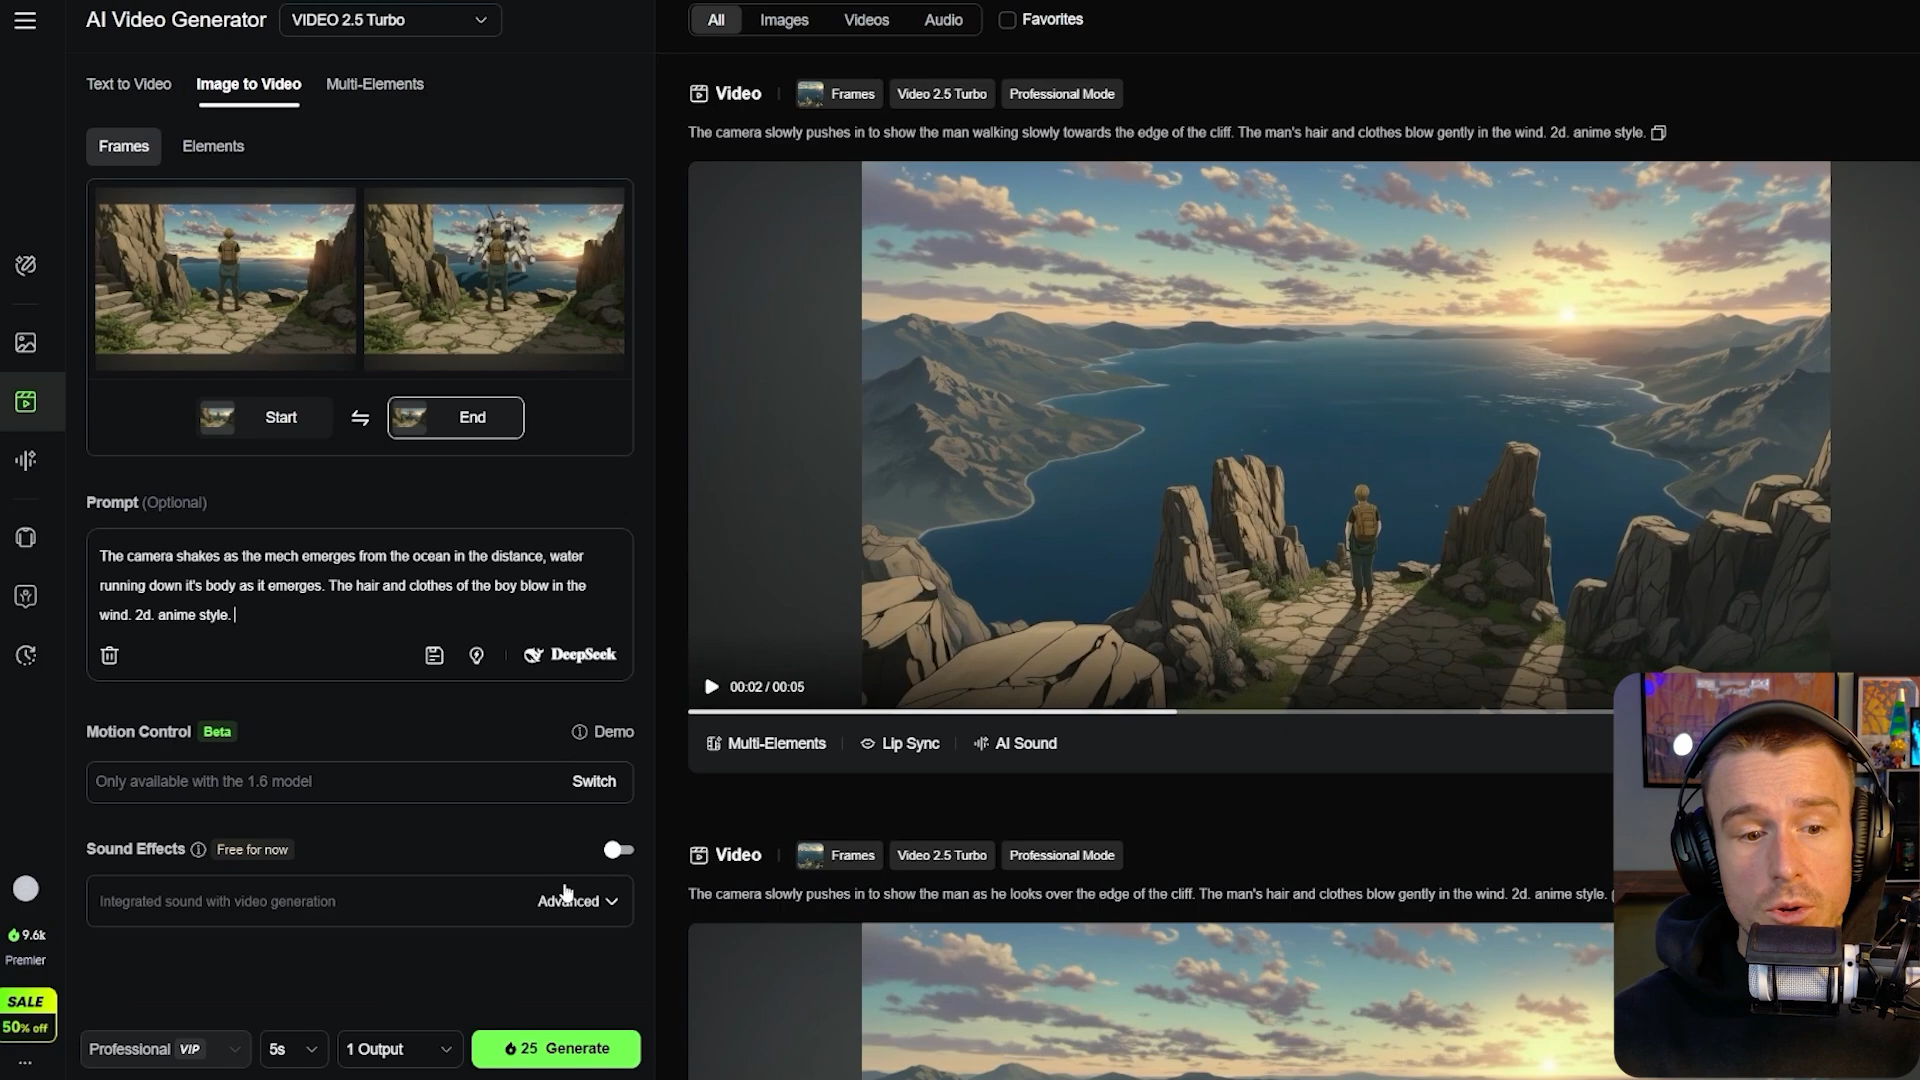 AI Video Generator
VIDEO 2.5 Turbo
Text to Video
Image to Video
Multi-Elements
Frames
Elements
Start
End
Prompt (Optional)
The camera shakes as the mech emerges from the ocean in the distance, water
running down it's body as it emerges. The hair and clothes of the boy blow in the
wind. 2d. anime style.
DeepSeek
Motion Control Beta
Demo
Only available with the 1.6 model
Switch
Sound Effects
Free for now
Integrated sound with video generation
Advanced
9.6k
Premier
SALE
50% off
Professional VIP
5s
1 Output
25 Generate
All
Images
Videos
Audio
Favorites
Video
Frames
Video 2.5 Turbo
Professional Mode
The camera slowly pushes in to show the man walking slowly towards the edge of the cliff. The man's hair and clothes blow gently in the wind. 2d. anime style.
00:02 / 00:05
Multi-Elements
Lip Sync
AI Sound
Video
Frames
Video 2.5 Turbo
Professional Mode
The camera slowly pushes in to show the man as he looks over the edge of the cliff. The man's hair and clothes blow gently in the wind. 2d. anime style.